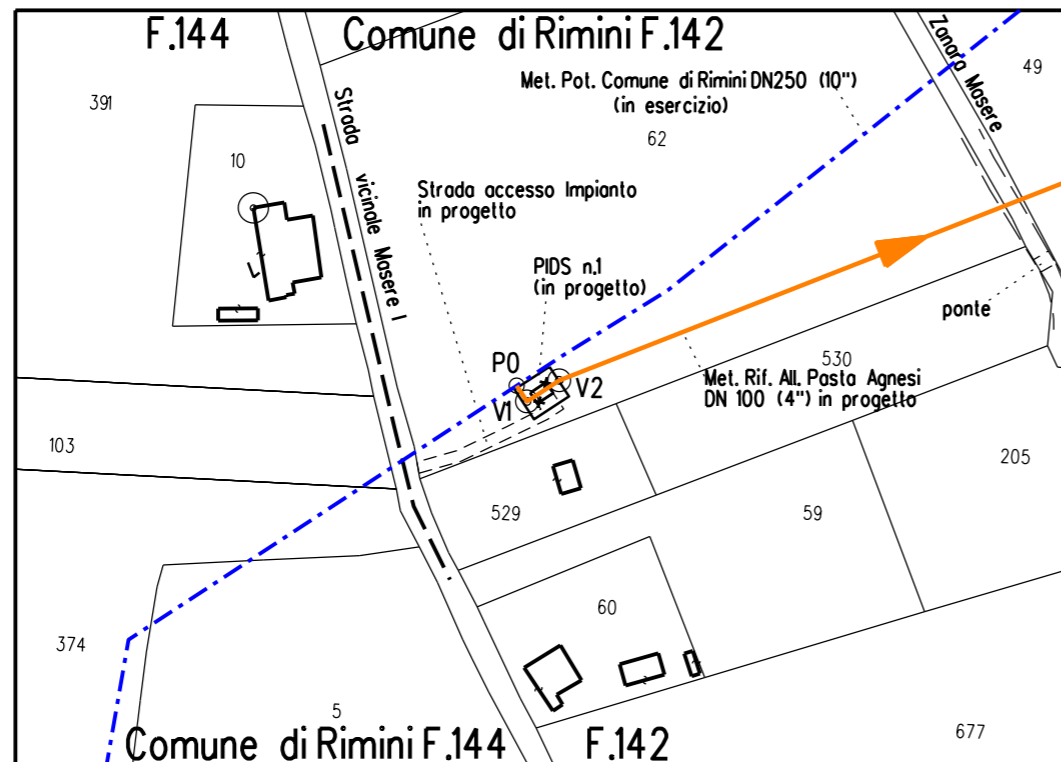 F.144
Comune di Rimini F.142
Zanara Masere
49
391
Met. Pot. Comune di Rimini DN250 (10")
(in esercizio)
62
10
Strada vicinale Masere I
Strada accesso Impianto
in progetto
PIDS n.1
(in progetto)
ponte
P0
V1
V2
530
Met. Rif. All. Pasta Agnesi
DN 100 (4") in progetto
103
205
529
59
60
374
5
677
Comune di Rimini F.144
F.142